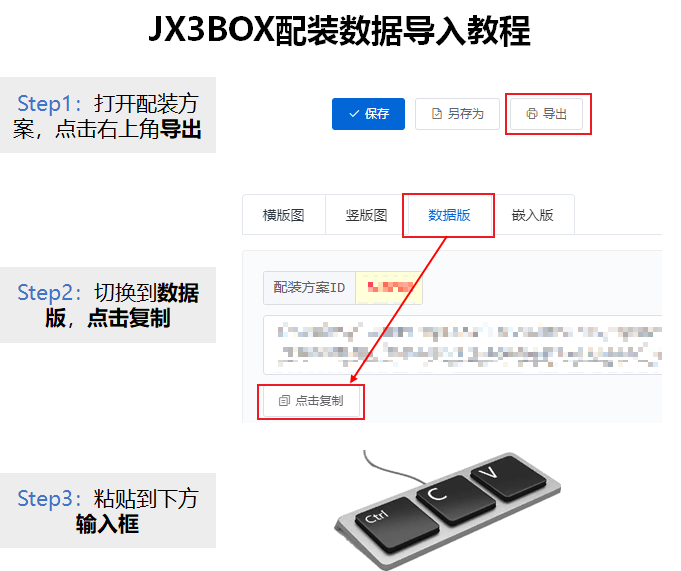 JX3BOX配装数据导入教程
Step1：打开配装方
案，点击右上角导出
保存
另存为
导出
横版图
竖版图
数据版
嵌入版
Step2：切换到数据
版，点击复制
配装方案ID
点击复制
Step3：粘贴到下方
输入框
Ctrl
C
V